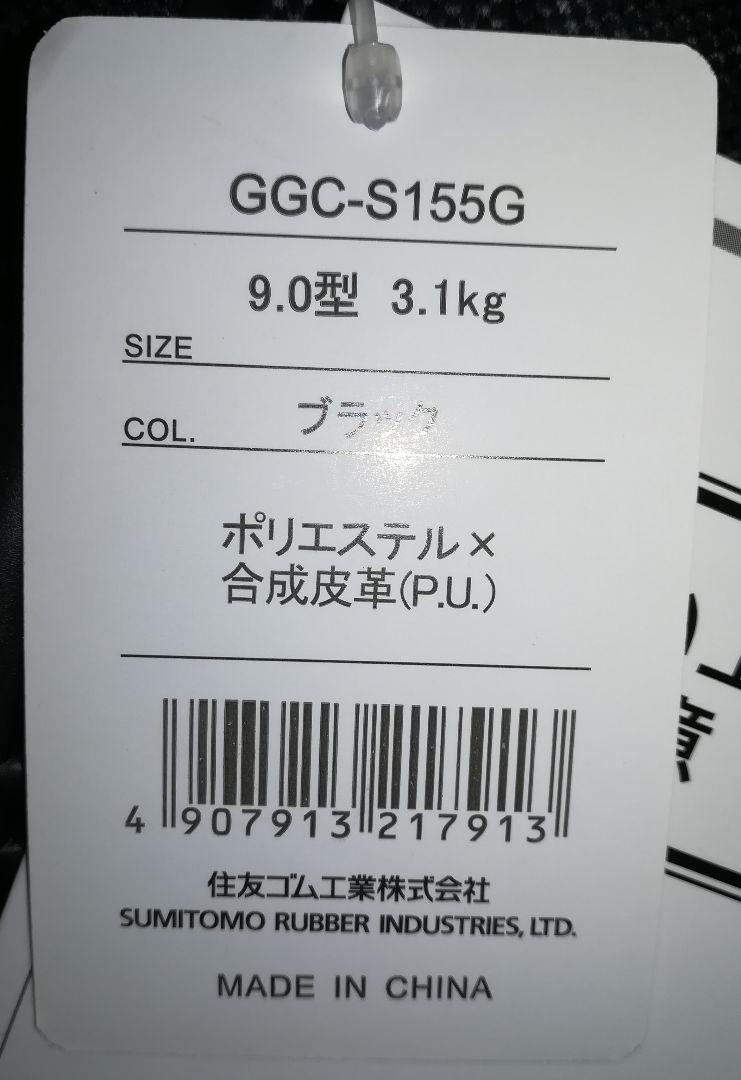 GGC-S155G
9.0型 3.1kg
SIZE
ブラック
COL.
ポリエステル×
合成皮革(P.U.)
4 907913 217913
住友ゴム工業株式会社
SUMITOMO RUBBER INDUSTRIES, LTD.
MADE IN CHINA